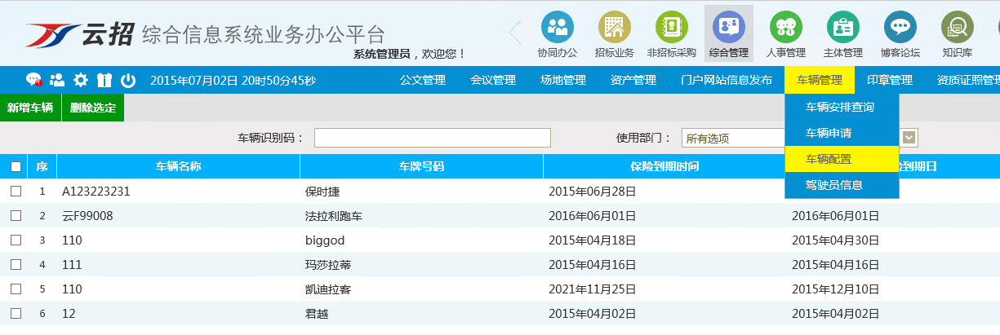 云招 综合信息系统业务办公平台
系统管理员，欢迎您！
协同办公 招标业务 非招标采购 综合管理 人事管理 主体管理 博客论坛 知识库
2015年07月02日 20时50分45秒 公文管理 会议管理 场地管理 资产管理 门户网站信息发布 车辆管理 印章管理 资质证照管理
车辆安排查询
车辆申请
车辆配置
驾驶员信息
新增车辆 删除选定
车辆识别码： 使用部门： 所有选项
序 车辆名称 车牌号码 保险到期时间 到期日
1 A123223231 保时捷 2015年06月28日
2 云F99008 法拉利跑车 2016年06月01日 2016年06月01日
3 110 biggod 2015年04月18日 2015年04月30日
4 111 玛莎拉蒂 2015年04月16日 2015年04月16日
5 110 凯迪拉客 2021年11月25日 2015年12月10日
6 12 君越 2015年04月02日 2015年04月02日